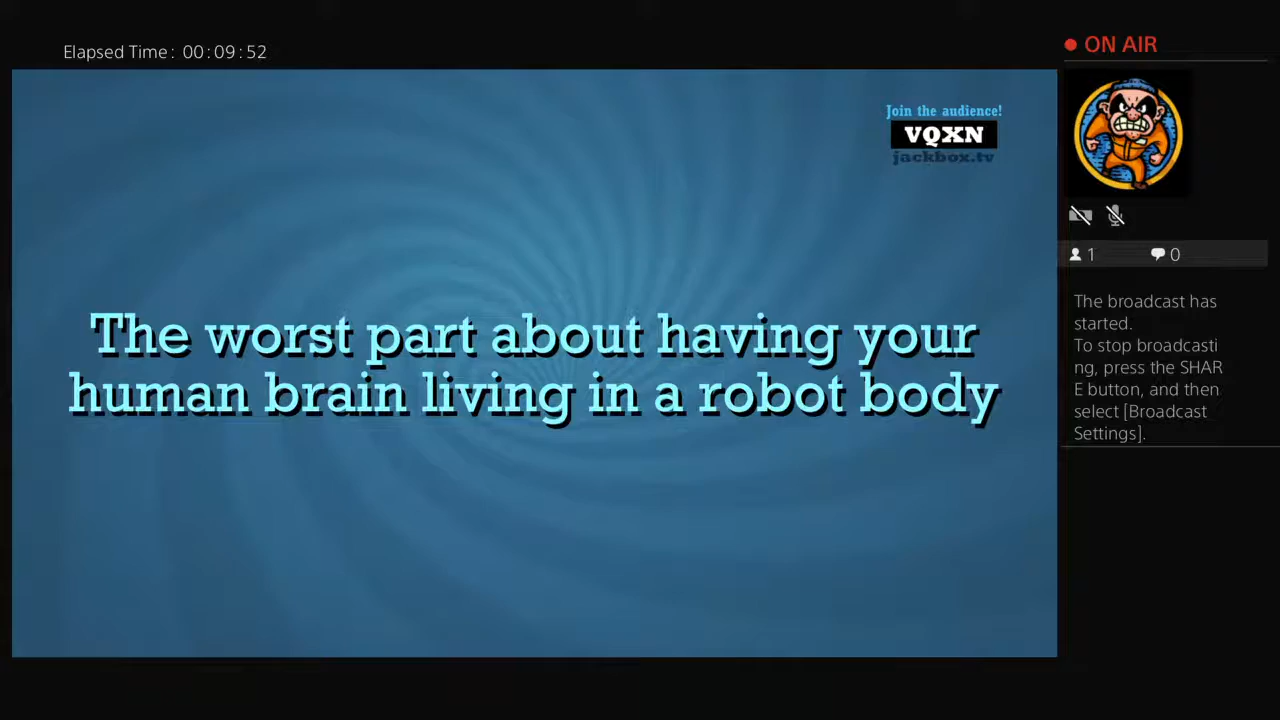 Elapsed Time: 00:09:52
ON AIR
Join the audience!
VQXN
jackbox.tv
The worst part about having your
human brain living in a robot body
1 0
The broadcast has
started.
To stop broadcasti
ng, press the SHAR
E button, and then
select [Broadcast
Settings].